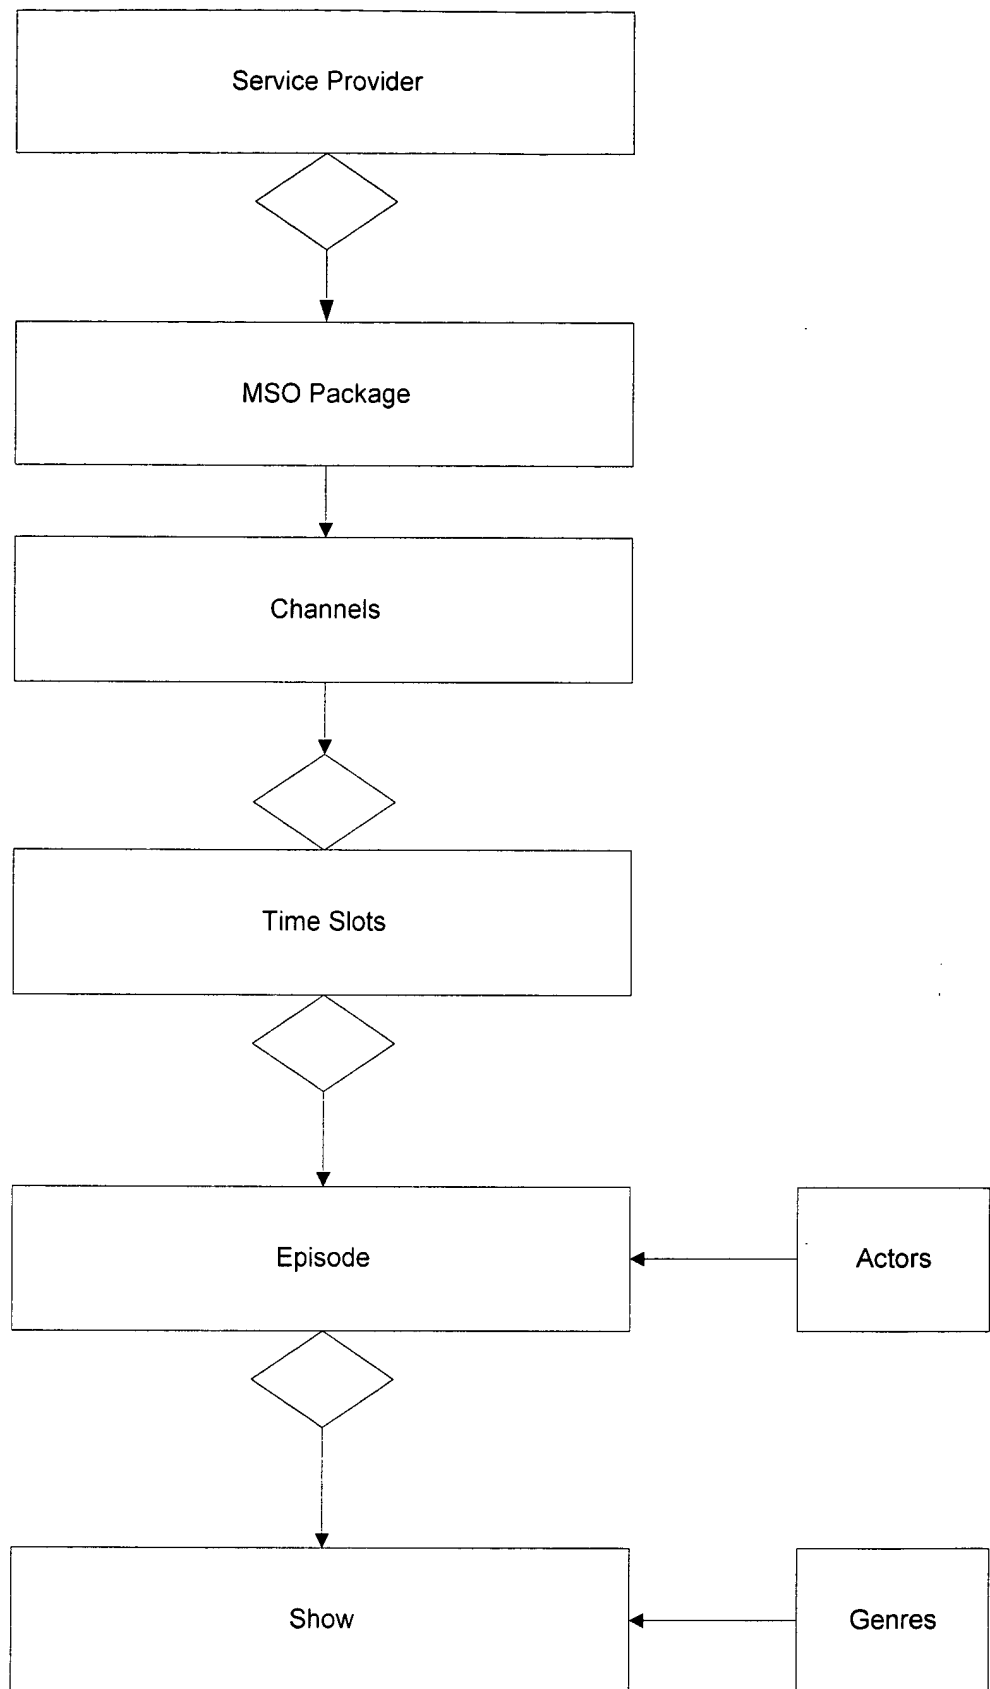 Service Provider
MSO Package
Channels
Time Slots
Episode
Actors
Show
Genres